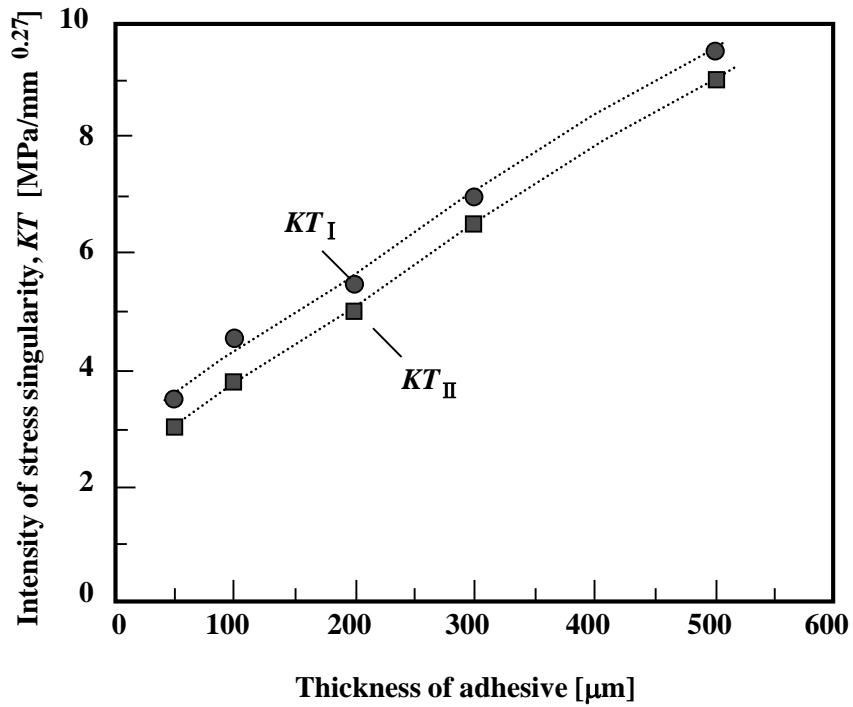 Intensity of stress singularity, KT [MPa/mm 0.27]
10
8
6
4
2
0
KT I
KT II
0 100 200 300 400 500 600
Thickness of adhesive [μm]